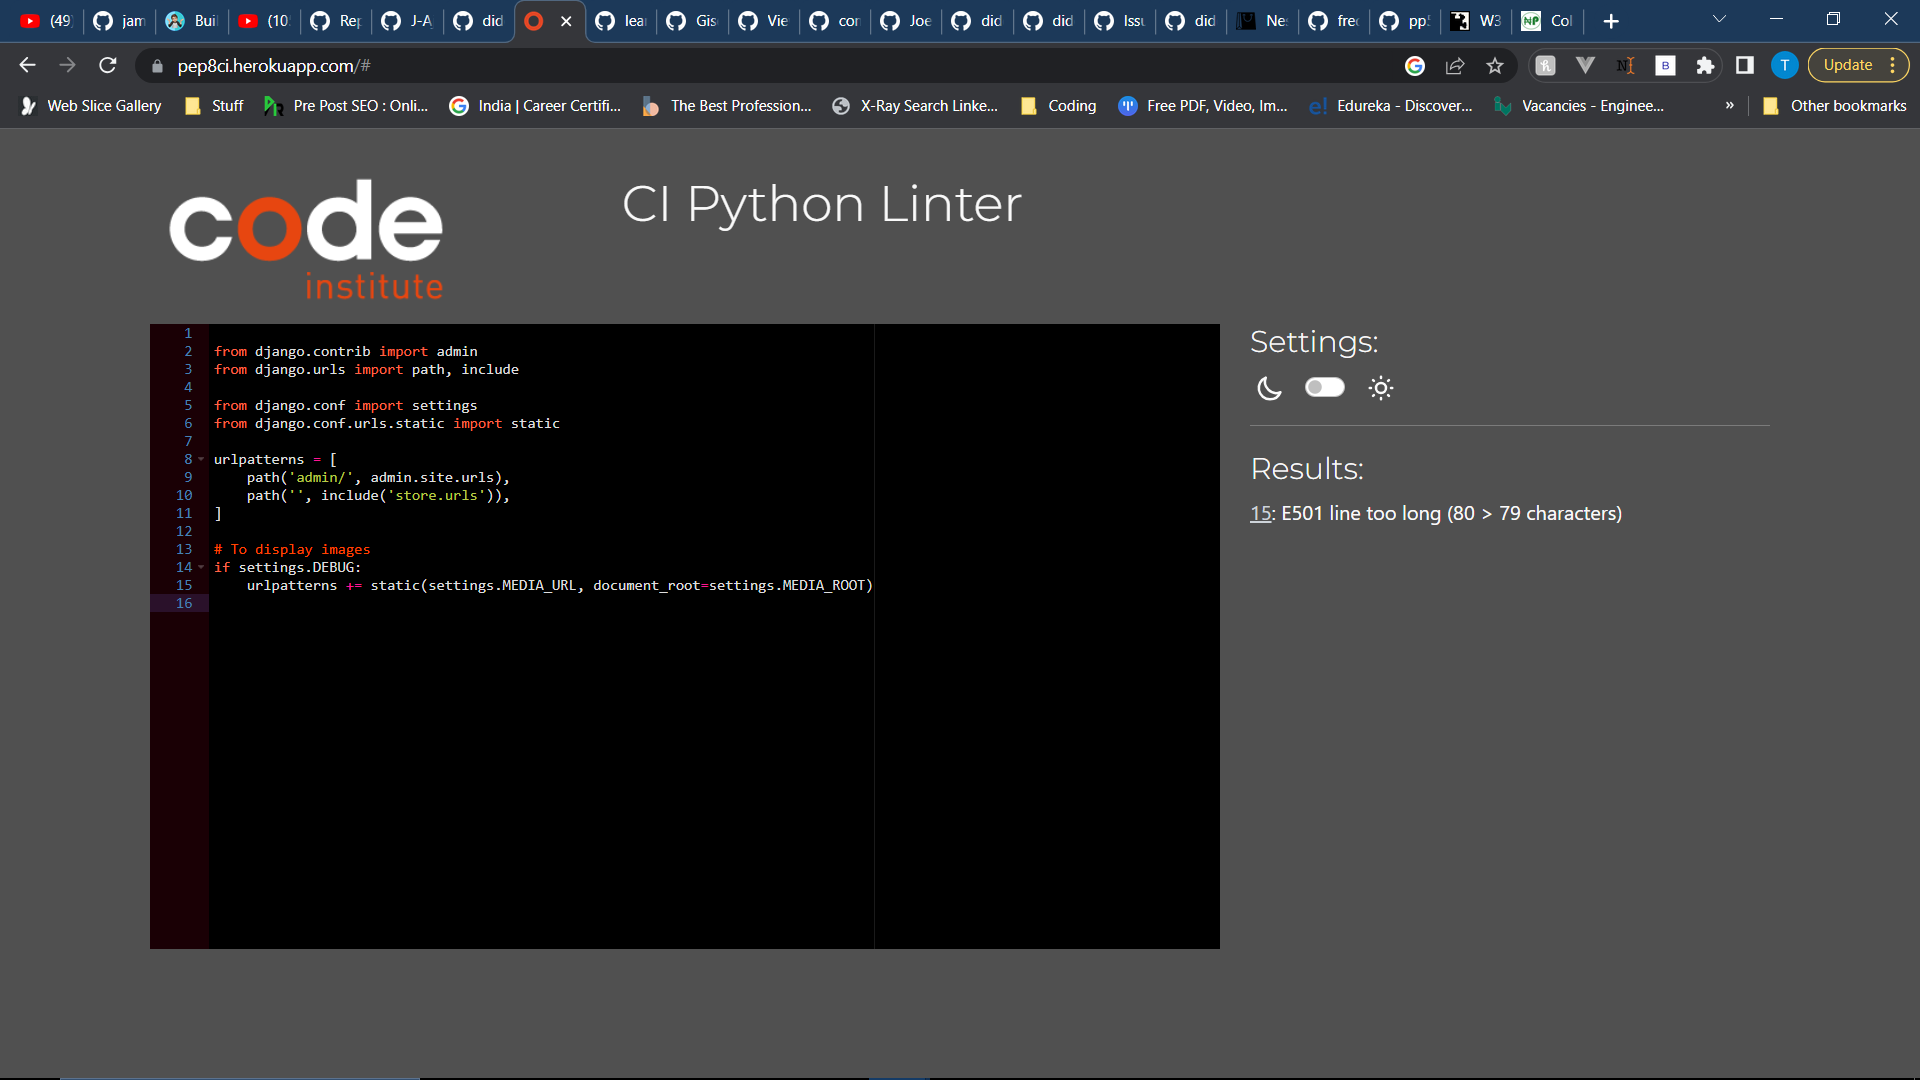 (49
jam
Buil
(10
Rep
J-A
did
lear
Gis
Vie
con
Joe
did
did
Issu
did
Ne
free
pp5
W3
Col
pep8ci.herokuapp.com/#
T
Update
Web Slice Gallery
Stuff
Pre Post SEO : Onli...
India | Career Certifi...
The Best Profession...
X-Ray Search Linke...
Coding
Free PDF, Video, Im...
Edureka - Discover...
Vacancies - Enginee...
»
Other bookmarks
code
institute
CI Python Linter
1
2 from django.contrib import admin
3 from django.urls import path, include
4
5 from django.conf import settings
6 from django.conf.urls.static import static
7
8 urlpatterns = [
9     path('admin/', admin.site.urls),
10     path('', include('store.urls')),
11 ]
12
13 # To display images
14 if settings.DEBUG:
15     urlpatterns += static(settings.MEDIA_URL, document_root=settings.MEDIA_ROOT)
16
Settings:
Results:
15: E501 line too long (80 > 79 characters)